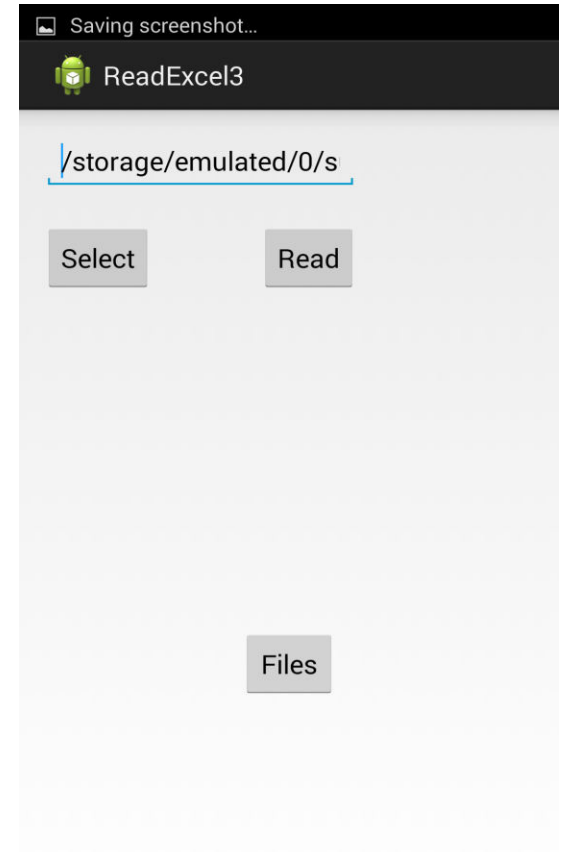 Saving screenshot...
ReadExcel3
/storage/emulated/0/s
Select Read
Files